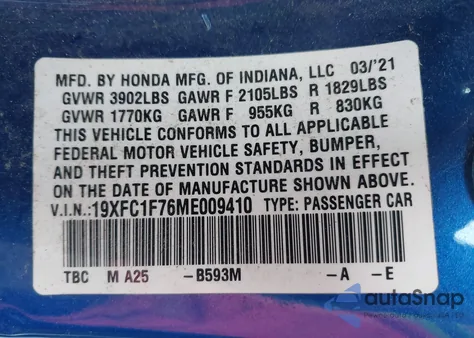 MFD. BY HONDA MFG. OF INDIANA, LLC 03/'21
GVWR 3902LBS GAWR F 2105LBS R 1829LBS
GVWR 1770KG GAWR F 955KG R 830KG
THIS VEHICLE CONFORMS TO ALL APPLICABLE
FEDERAL MOTOR VEHICLE SAFETY, BUMPER,
AND THEFT PREVENTION STANDARDS IN EFFECT
ON THE DATE OF MANUFACTURE SHOWN ABOVE.
V.I.N.:19XFC1F76ME009410 TYPE: PASSENGER CAR
TBC M A25 -B593M -A -E
autoSnap